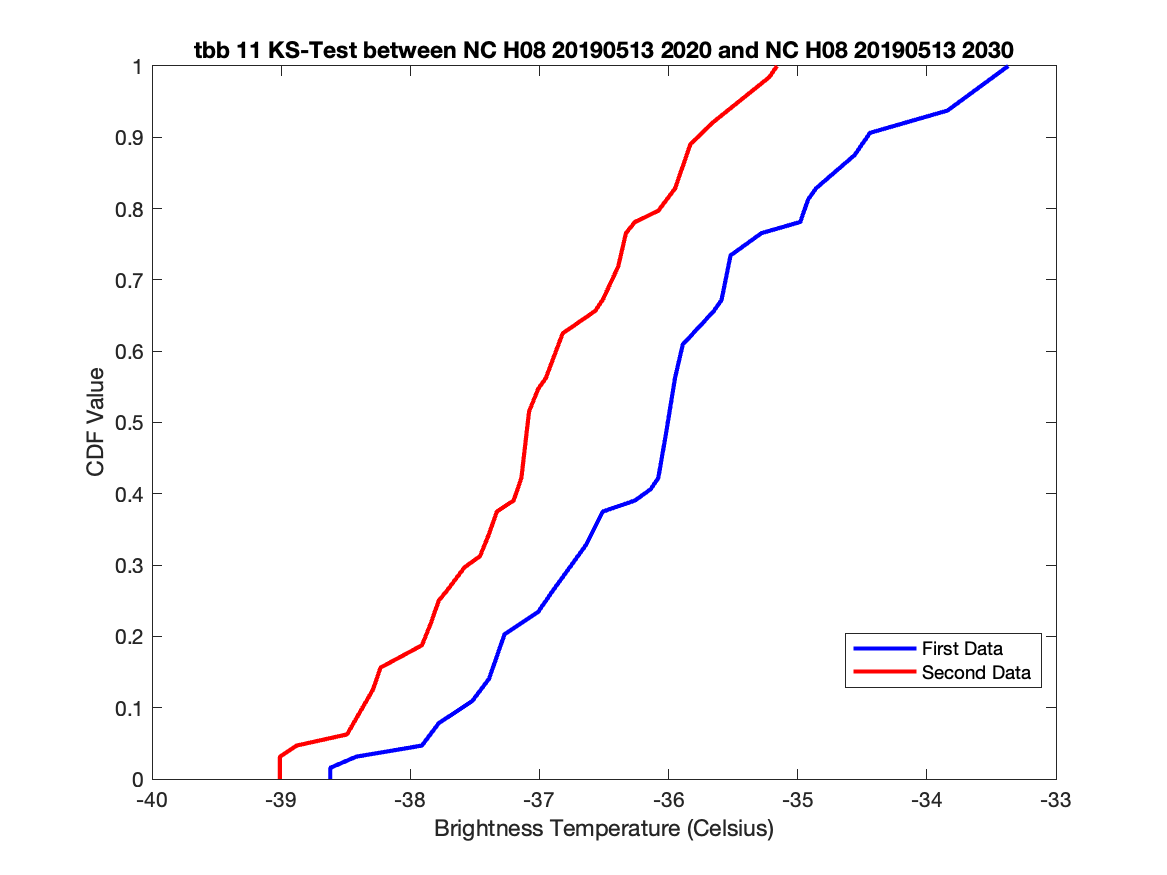 tbb 11 KS-Test between NC H08 20190513 2020 and NC H08 20190513 2030
1
0.9
0.8
0.7
0.6
0.5
0.4
0.3
0.2
0.1
0
CDF Value
First Data
Second Data
-40 -39 -38 -37 -36 -35 -34 -33
Brightness Temperature (Celsius)